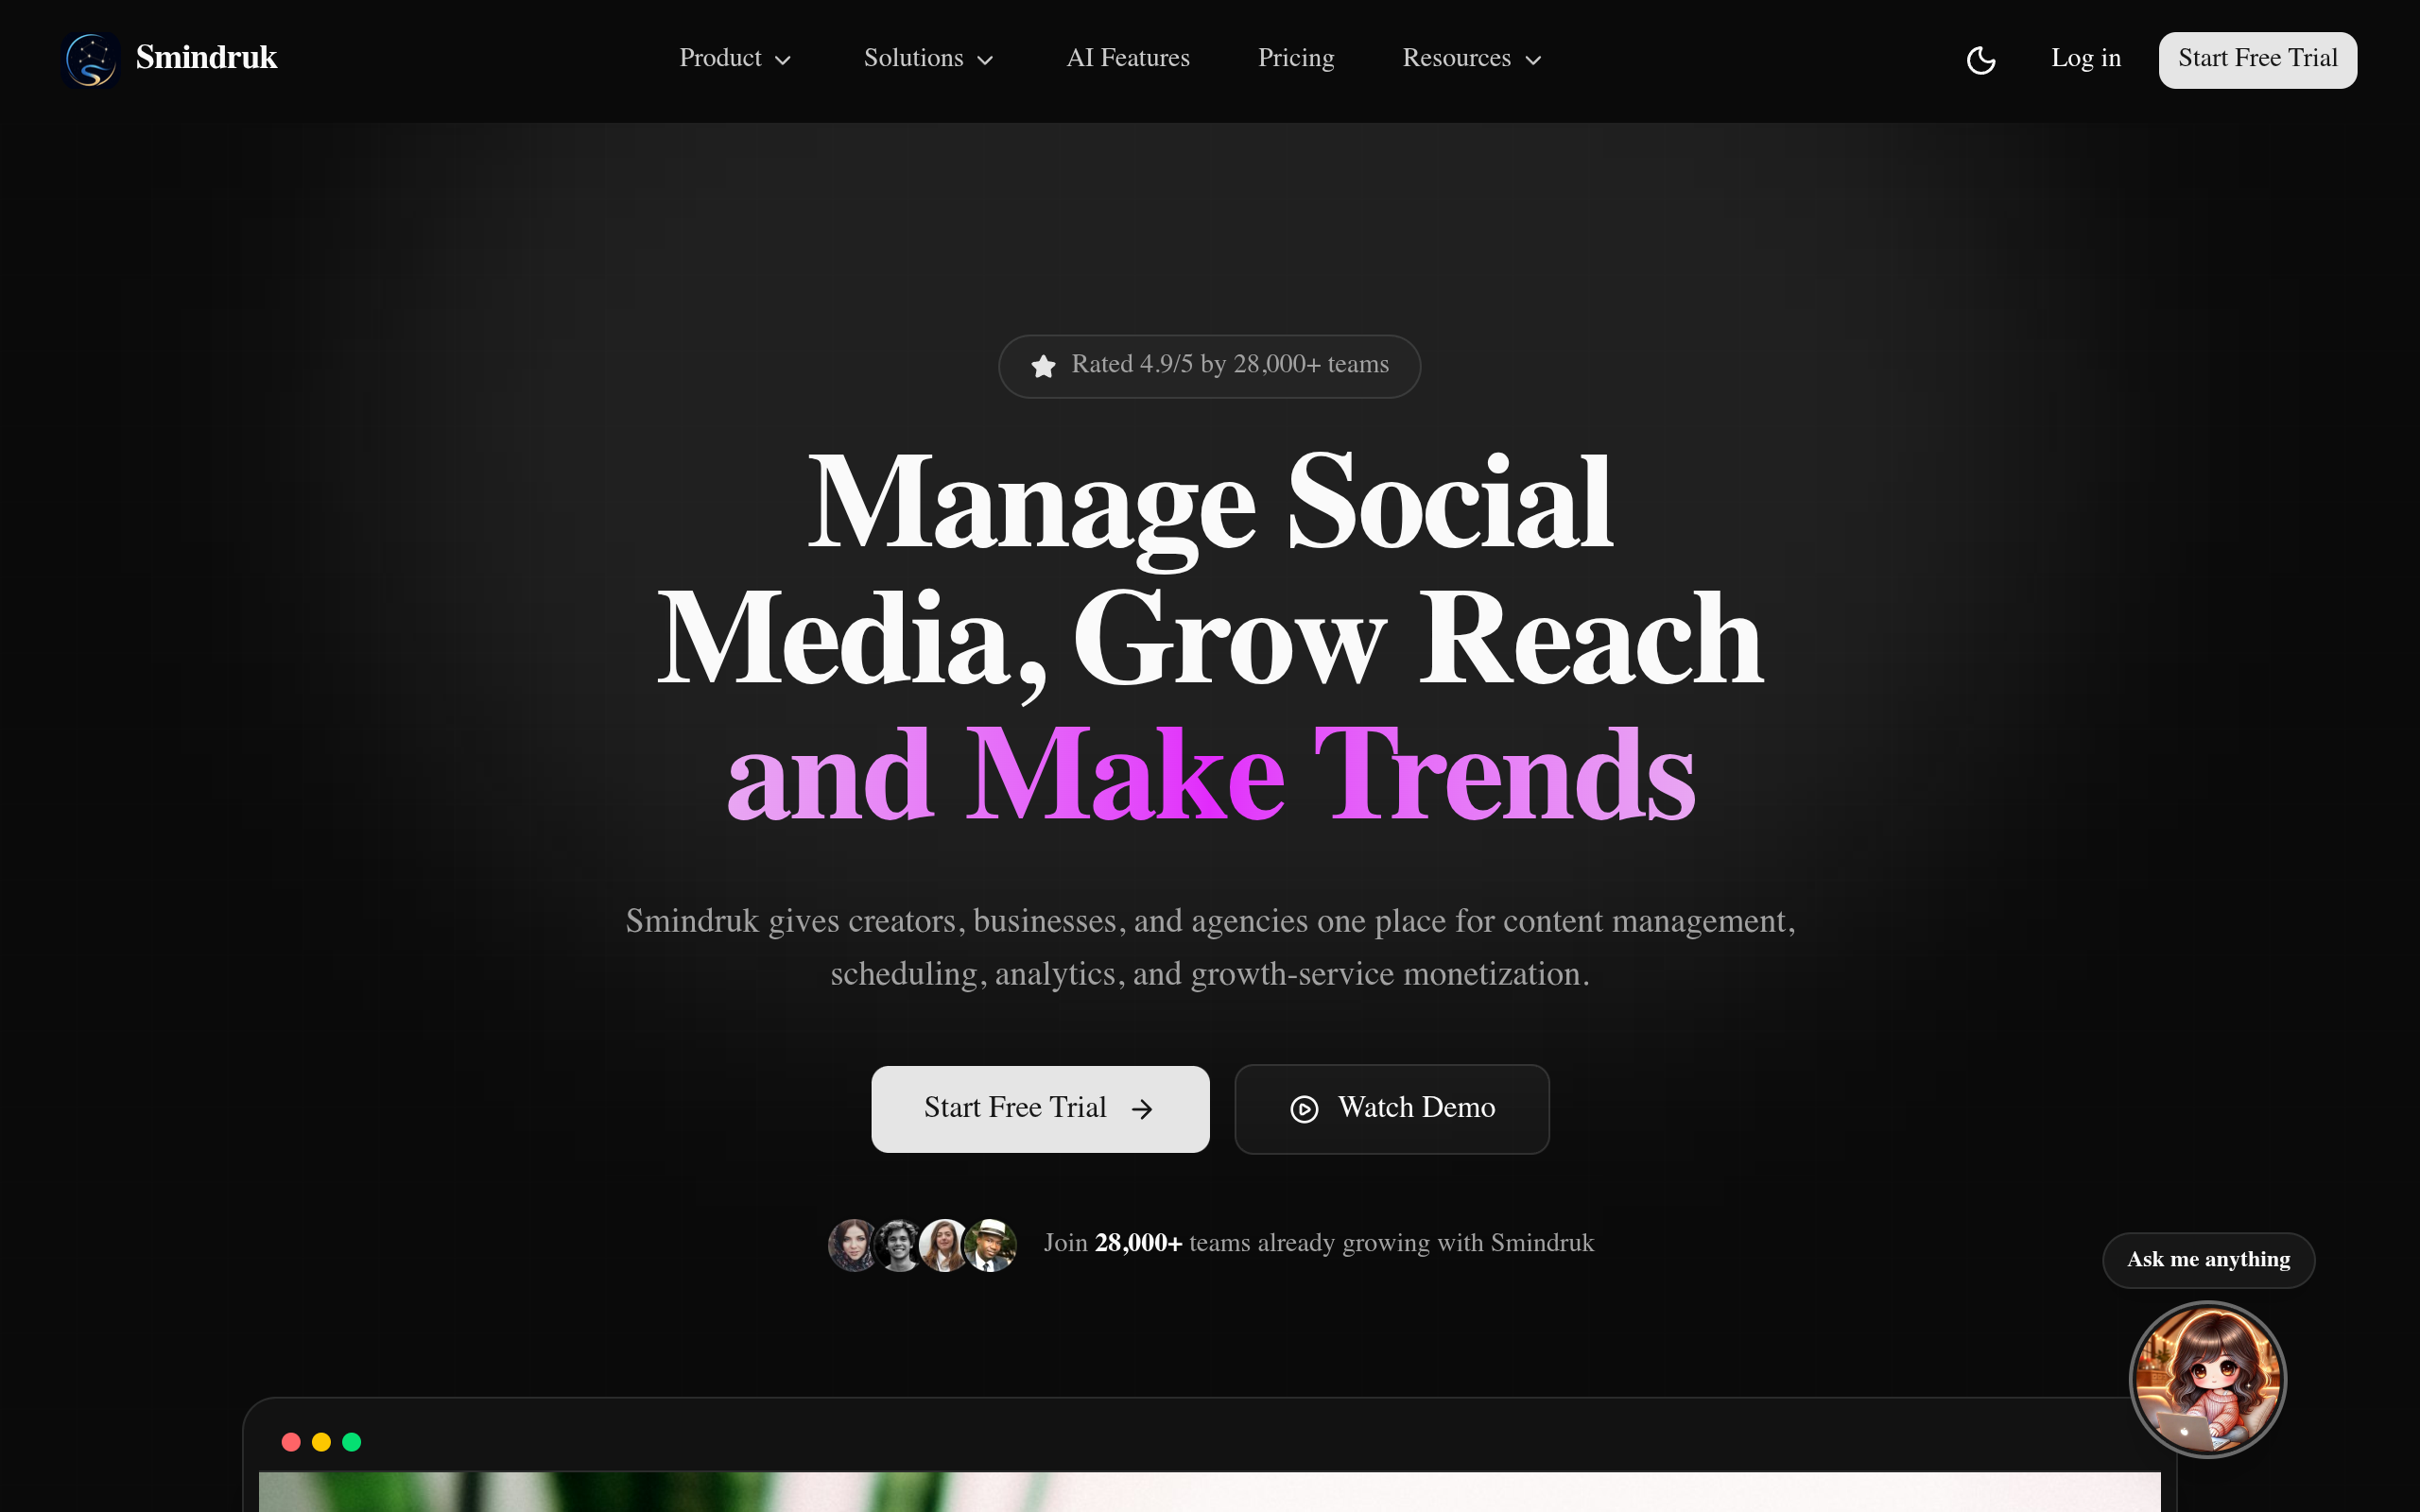 Smindruk
Product
Solutions
AI Features
Pricing
Resources
Log in
Start Free Trial
Rated 4.9/5 by 28,000+ teams
Manage Social
Media, Grow Reach
and Make Trends
Smindruk gives creators, businesses, and agencies one place for content management,
scheduling, analytics, and growth-service monetization.
Start Free Trial
Watch Demo
Join 28,000+ teams already growing with Smindruk
Ask me anything